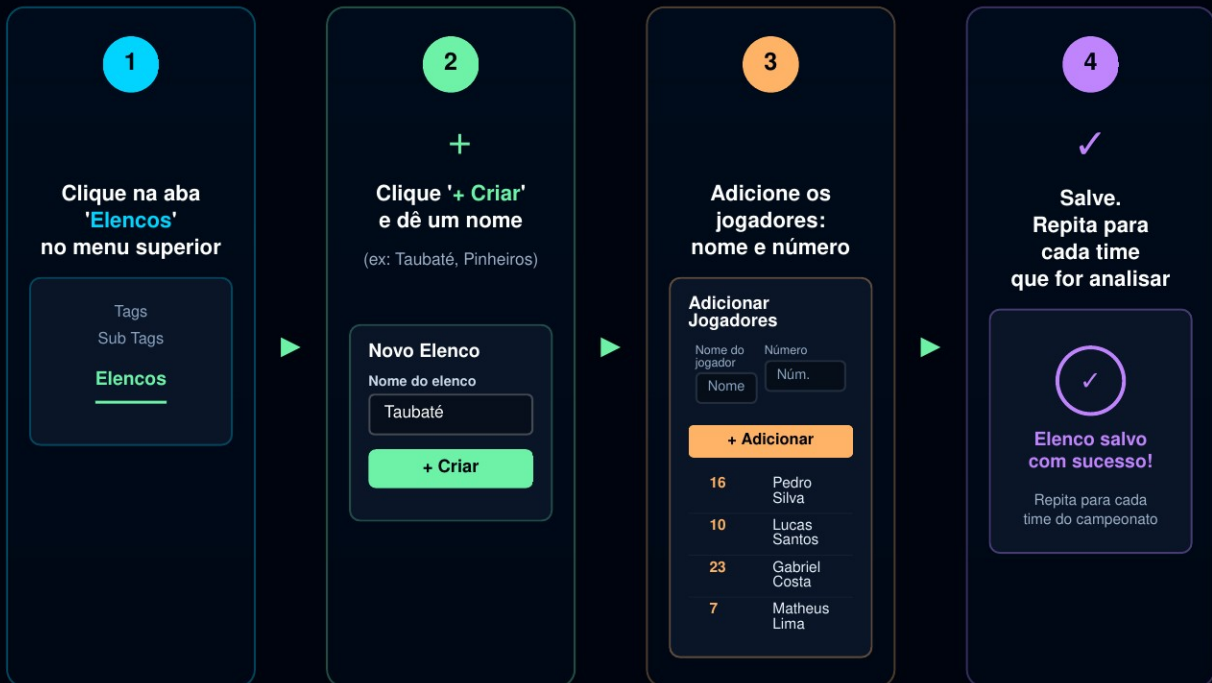 1
Clique na aba
'Elencos'
no menu superior
Tags
Sub Tags
Elencos
2
+
Clique '+ Criar'
e dê um nome
(ex: Taubaté, Pinheiros)
Novo Elenco
Nome do elenco
Taubaté
+ Criar
3
Adicione os
jogadores:
nome e número
Adicionar
Jogadores
Nome do
jogador
Número
Nome
Núm.
+ Adicionar
16 Pedro
Silva
10 Lucas
Santos
23 Gabriel
Costa
7 Matheus
Lima
4
✓
Salve.
Repita para
cada time
que for analisar
✓
Elenco salvo
com sucesso!
Repita para cada
time do campeonato